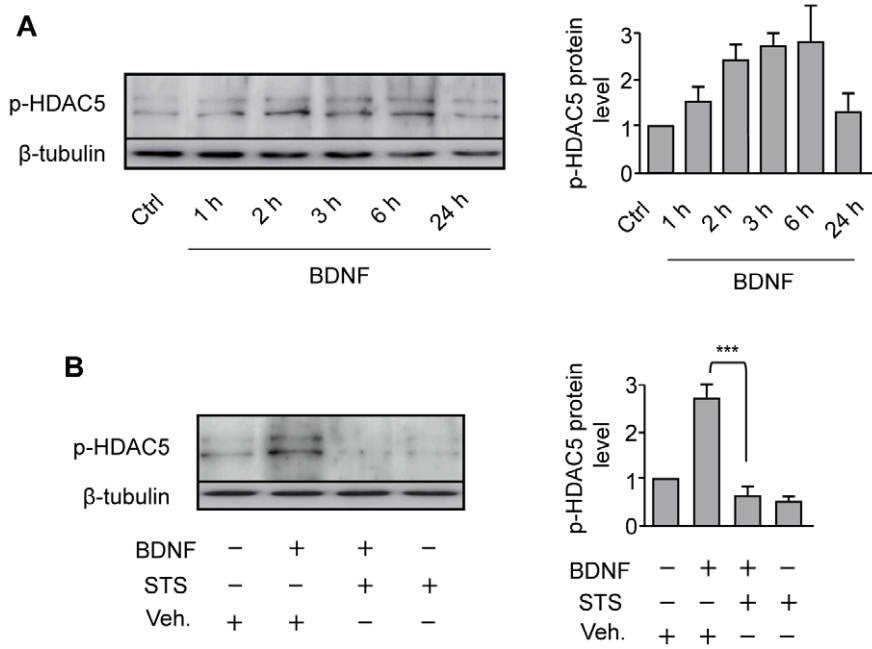 A
p-HDAC5
β-tubulin
Ctrl 1 h 2 h 3 h 6 h 24 h
BDNF
p-HDAC5 protein
level
3
2
1
0
Ctrl 1 h 2 h 3 h 6 h 24 h
BDNF
B
p-HDAC5
β-tubulin
BDNF – + + –
STS – – + +
Veh. + + – –
***
p-HDAC5 protein
level
3
2
1
0
BDNF – + + –
STS – – + +
Veh. + + – –